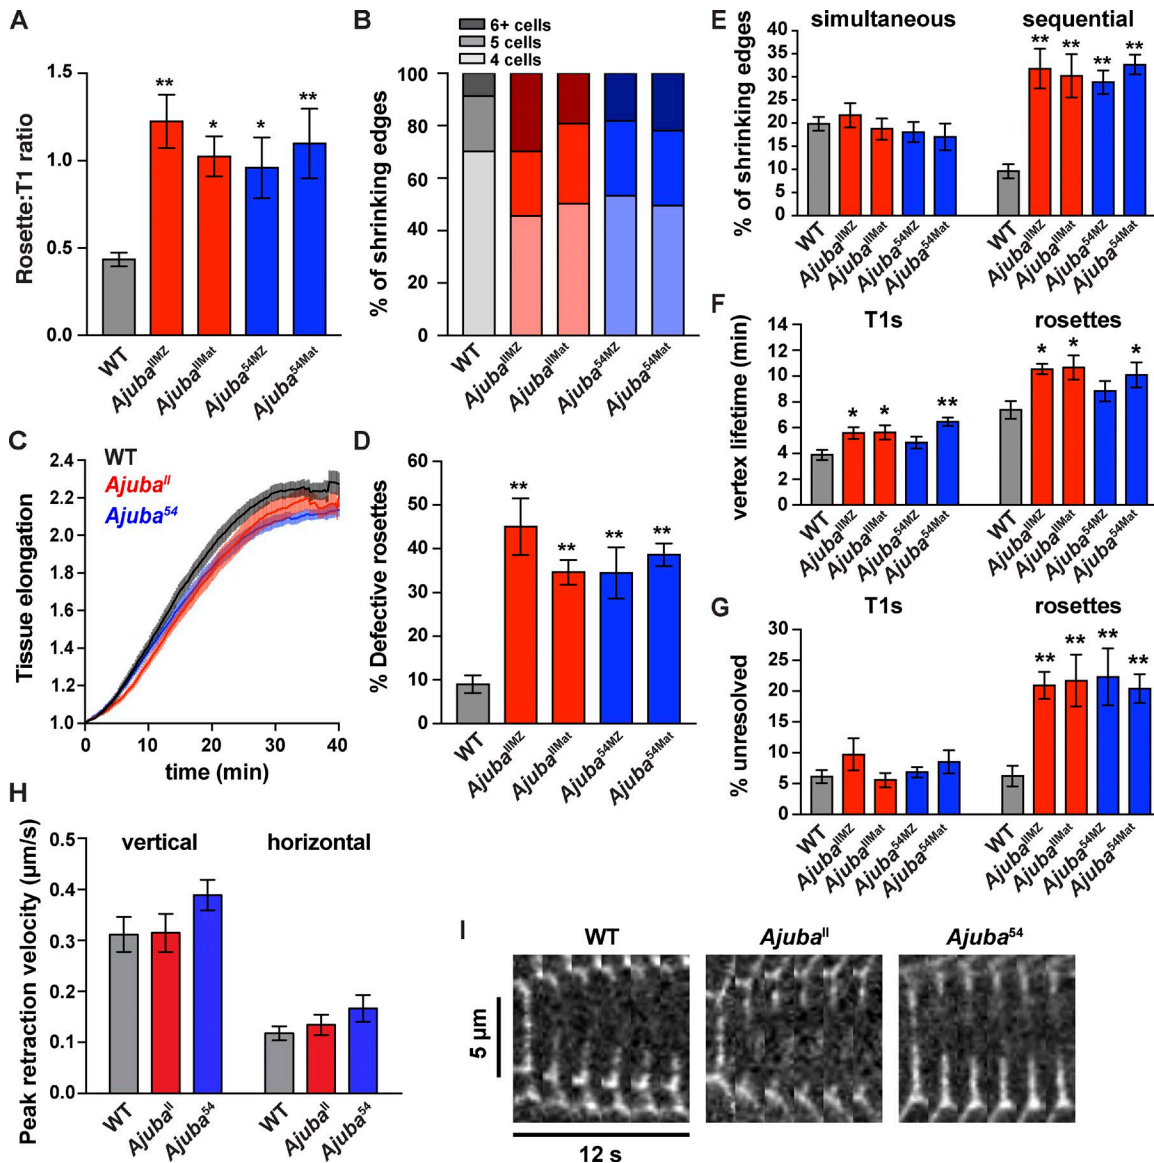 A
Rosette:T1 ratio
1.5
1.0
0.5
0.0
**
*
*
**
WT
Ajuba^IIMZ
Ajuba^IIMat
Ajuba^54MZ
Ajuba^54Mat
B
6+ cells
5 cells
4 cells
% of shrinking edges
100
80
60
40
20
0
WT
Ajuba^IIMZ
Ajuba^IIMat
Ajuba^54MZ
Ajuba^54Mat
C
WT
Ajuba^II
Ajuba^54
Tissue elongation
2.4
2.2
2.0
1.8
1.6
1.4
1.2
1.0
0 10 20 30 40
time (min)
D
% Defective rosettes
60
50
40
30
20
10
0
**
**
**
**
WT
Ajuba^IIMZ
Ajuba^IIMat
Ajuba^54MZ
Ajuba^54Mat
E
simultaneous sequential
% of shrinking edges
40
35
30
25
20
15
10
5
0
**
**
**
**
WT
Ajuba^IIMZ
Ajuba^IIMat
Ajuba^54MZ
Ajuba^54Mat
WT
Ajuba^IIMZ
Ajuba^IIMat
Ajuba^54MZ
Ajuba^54Mat
F
T1s rosettes
vertex lifetime (min)
14
12
10
8
6
4
2
0
*
*
**
*
*
*
WT
Ajuba^IIMZ
Ajuba^IIMat
Ajuba^54MZ
Ajuba^54Mat
WT
Ajuba^IIMZ
Ajuba^IIMat
Ajuba^54MZ
Ajuba^54Mat
G
T1s rosettes
% unresolved
30
25
20
15
10
5
0
**
**
**
**
WT
Ajuba^IIMZ
Ajuba^IIMat
Ajuba^54MZ
Ajuba^54Mat
WT
Ajuba^IIMZ
Ajuba^IIMat
Ajuba^54MZ
Ajuba^54Mat
H
vertical horizontal
Peak retraction velocity (µm/s)
0.5
0.4
0.3
0.2
0.1
0.0
WT
Ajuba^II
Ajuba^54
WT
Ajuba^II
Ajuba^54
I
WT Ajuba^II Ajuba^54
5 µm
12 s